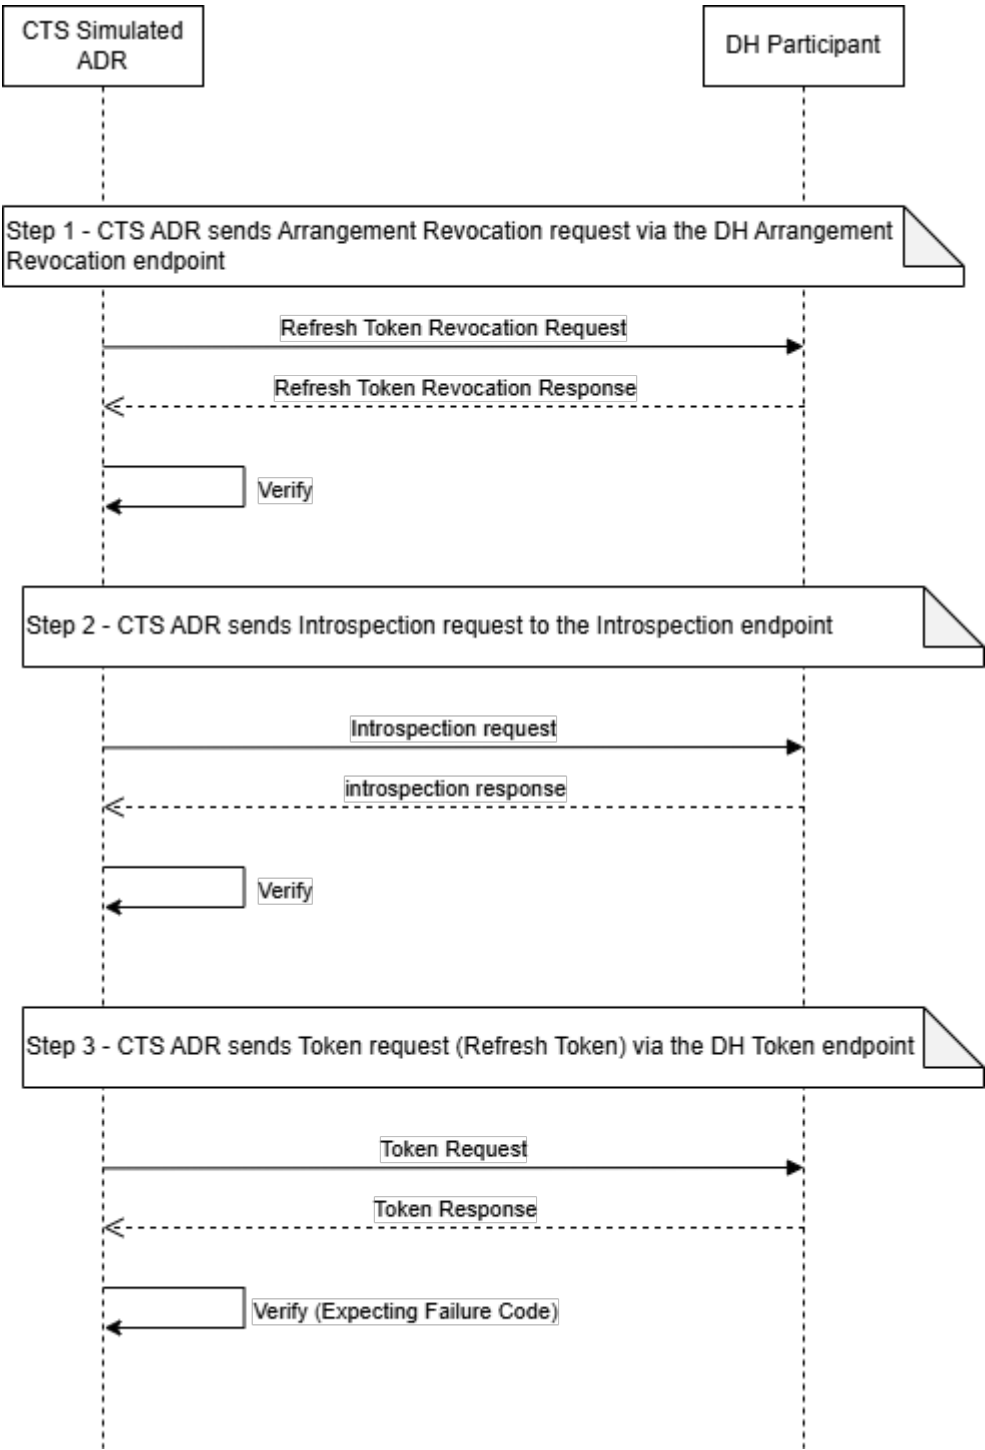 CTS Simulated
ADR
DH Participant
Step 1 - CTS ADR sends Arrangement Revocation request via the DH Arrangement
Revocation endpoint
Refresh Token Revocation Request
Refresh Token Revocation Response
Verify
Step 2 - CTS ADR sends Introspection request to the Introspection endpoint
Introspection request
introspection response
Verify
Step 3 - CTS ADR sends Token request (Refresh Token) via the DH Token endpoint
Token Request
Token Response
Verify (Expecting Failure Code)